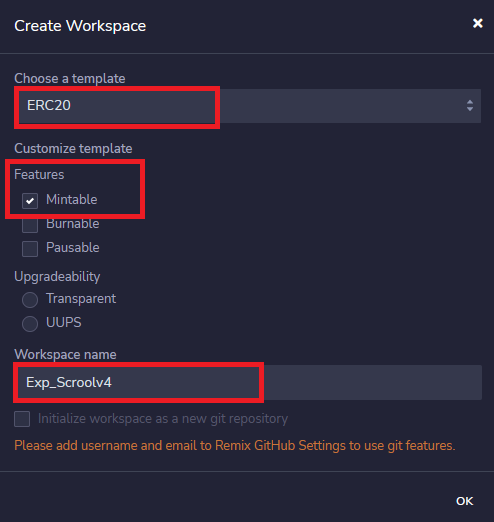 Create Workspace
Choose a template
ERC20
Customize template
Features
Mintable
Burnable
Pausable
Upgradeability
Transparent
UUPS
Workspace name
Exp_Scroolv4
Initialize workspace as a new git repository
Please add username and email to Remix GitHub Settings to use git features.
OK